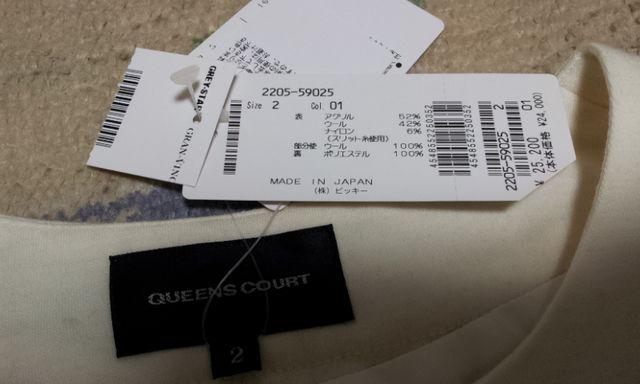 2205-59025
Size 2 Col. 01
表 アクリル 52%
ウール 42%
ナイロン 6%
(スリット糸使用)
部分使 ウール 100%
裏 ポリエステル 100%
MADE IN JAPAN
(株) ビッキー
4548552250352
4548552250352
2205-59025 2 01
¥ 25,200
(本体価格 ¥24,000)
QUEENS COURT
2